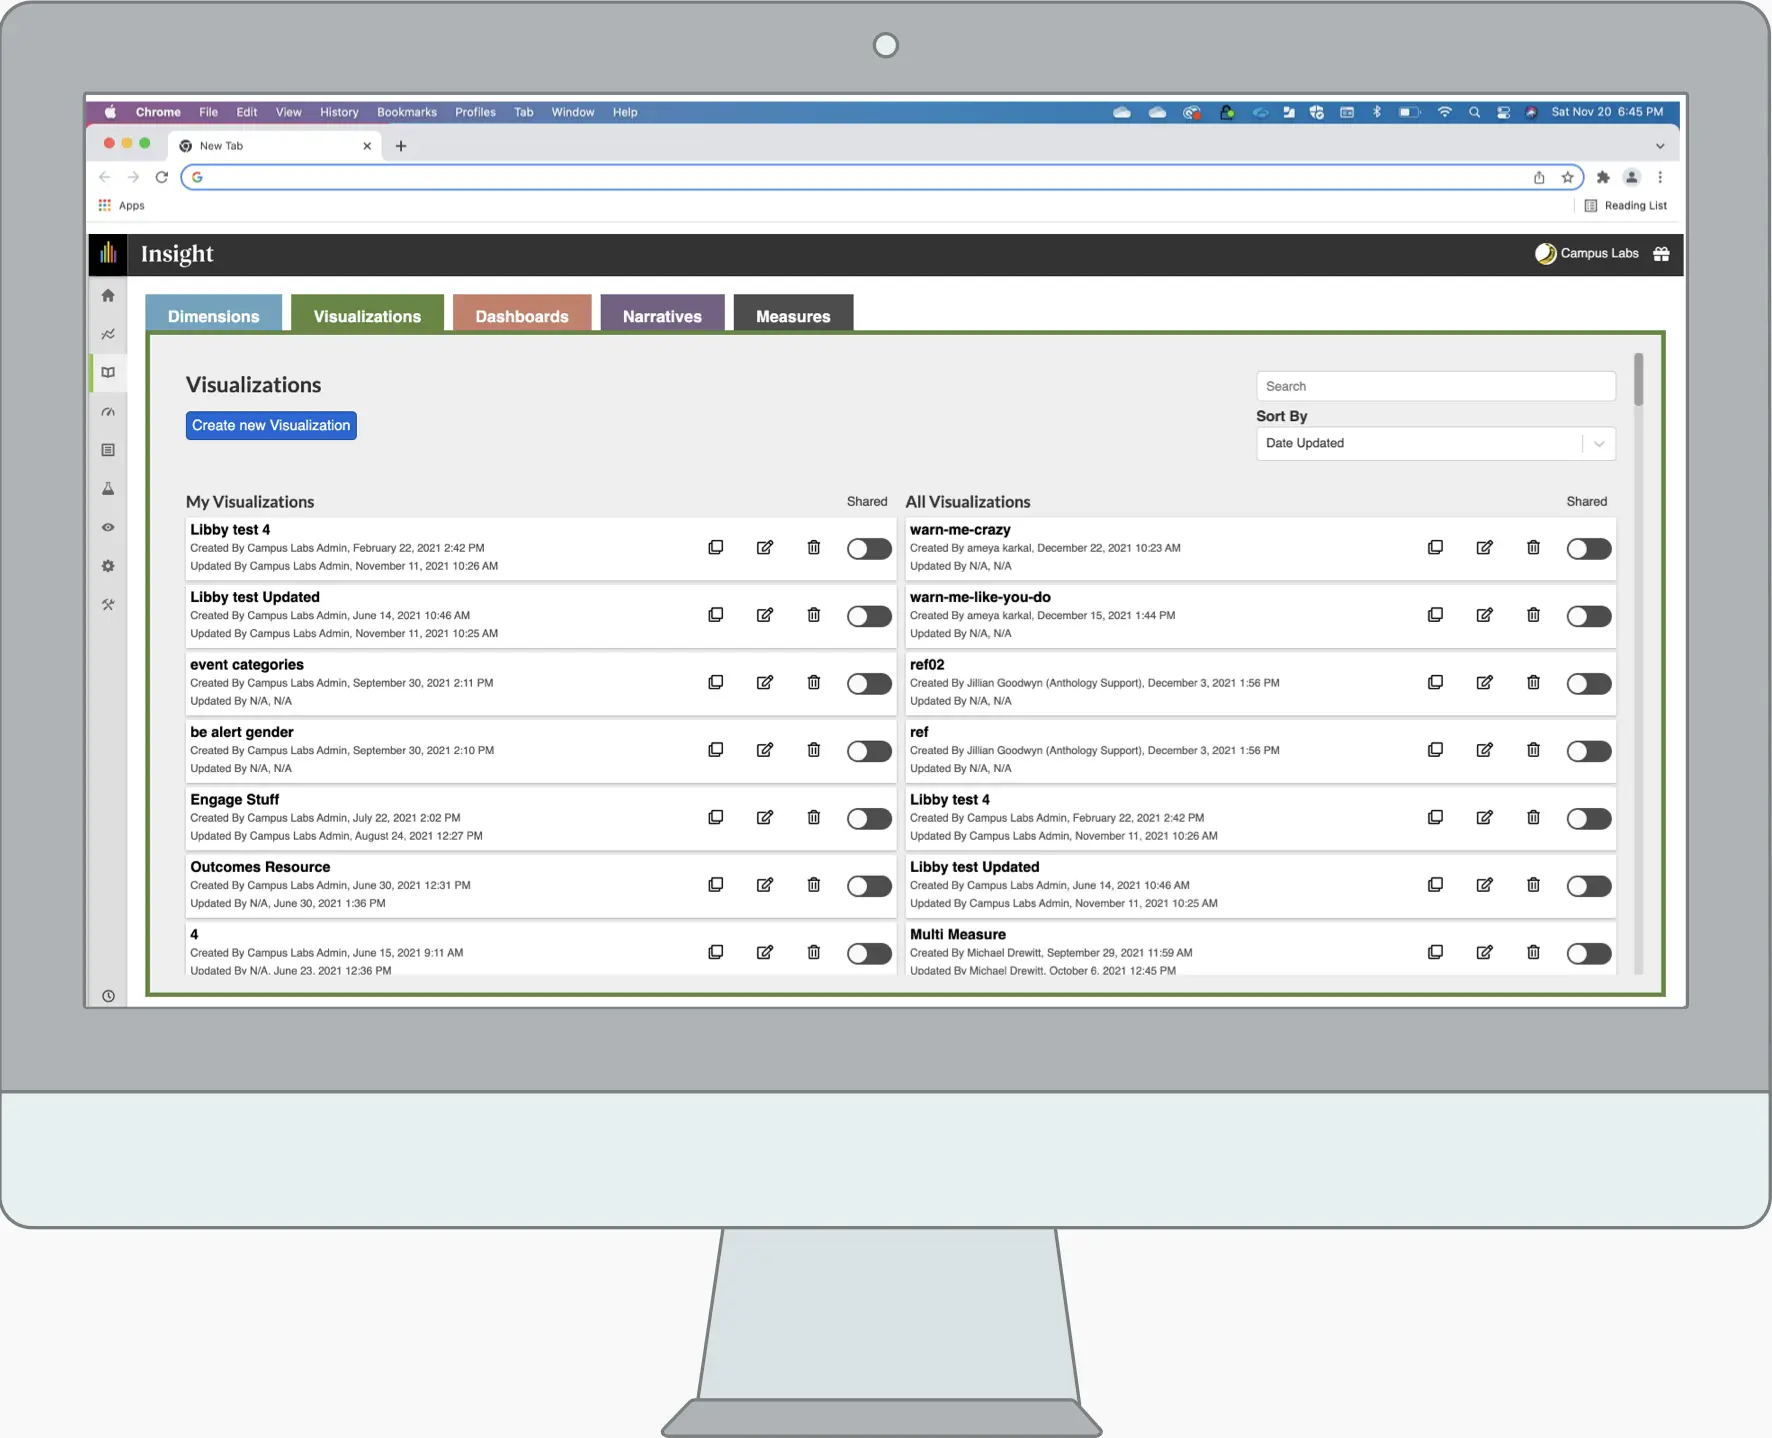 Chrome File Edit View History Bookmarks Profiles Tab Window Help Sat Nov 20 6:45 PM
New Tab
Apps Reading List
Insight Campus Labs
Dimensions Visualizations Dashboards Narratives Measures
Visualizations
Search
Create new Visualization
Sort By
Date Updated
My Visualizations Shared
Libby test 4
Created By Campus Labs Admin, February 22, 2021 2:42 PM
Updated By Campus Labs Admin, November 11, 2021 10:26 AM
Libby test Updated
Created By Campus Labs Admin, June 14, 2021 10:46 AM
Updated By Campus Labs Admin, November 11, 2021 10:25 AM
event categories
Created By Campus Labs Admin, September 30, 2021 2:11 PM
Updated By N/A, N/A
be alert gender
Created By Campus Labs Admin, September 30, 2021 2:10 PM
Updated By N/A, N/A
Engage Stuff
Created By Campus Labs Admin, July 22, 2021 2:02 PM
Updated By Campus Labs Admin, August 24, 2021 12:27 PM
Outcomes Resource
Created By Campus Labs Admin, June 30, 2021 12:31 PM
Updated By N/A, June 30, 2021 1:36 PM
4
Created By Campus Labs Admin, June 15, 2021 9:11 AM
Updated By N/A, June 23, 2021 12:36 PM
All Visualizations Shared
warn-me-crazy
Created By ameya karkal, December 22, 2021 10:23 AM
Updated By N/A, N/A
warn-me-like-you-do
Created By ameya karkal, December 15, 2021 1:44 PM
Updated By N/A, N/A
ref02
Created By Jillian Goodwyn (Anthology Support), December 3, 2021 1:56 PM
Updated By N/A, N/A
ref
Created By Jillian Goodwyn (Anthology Support), December 3, 2021 1:56 PM
Updated By N/A, N/A
Libby test 4
Created By Campus Labs Admin, February 22, 2021 2:42 PM
Updated By Campus Labs Admin, November 11, 2021 10:26 AM
Libby test Updated
Created By Campus Labs Admin, June 14, 2021 10:46 AM
Updated By Campus Labs Admin, November 11, 2021 10:25 AM
Multi Measure
Created By Michael Drewitt, September 29, 2021 11:59 AM
Updated By Michael Drewitt, October 6, 2021 12:45 PM